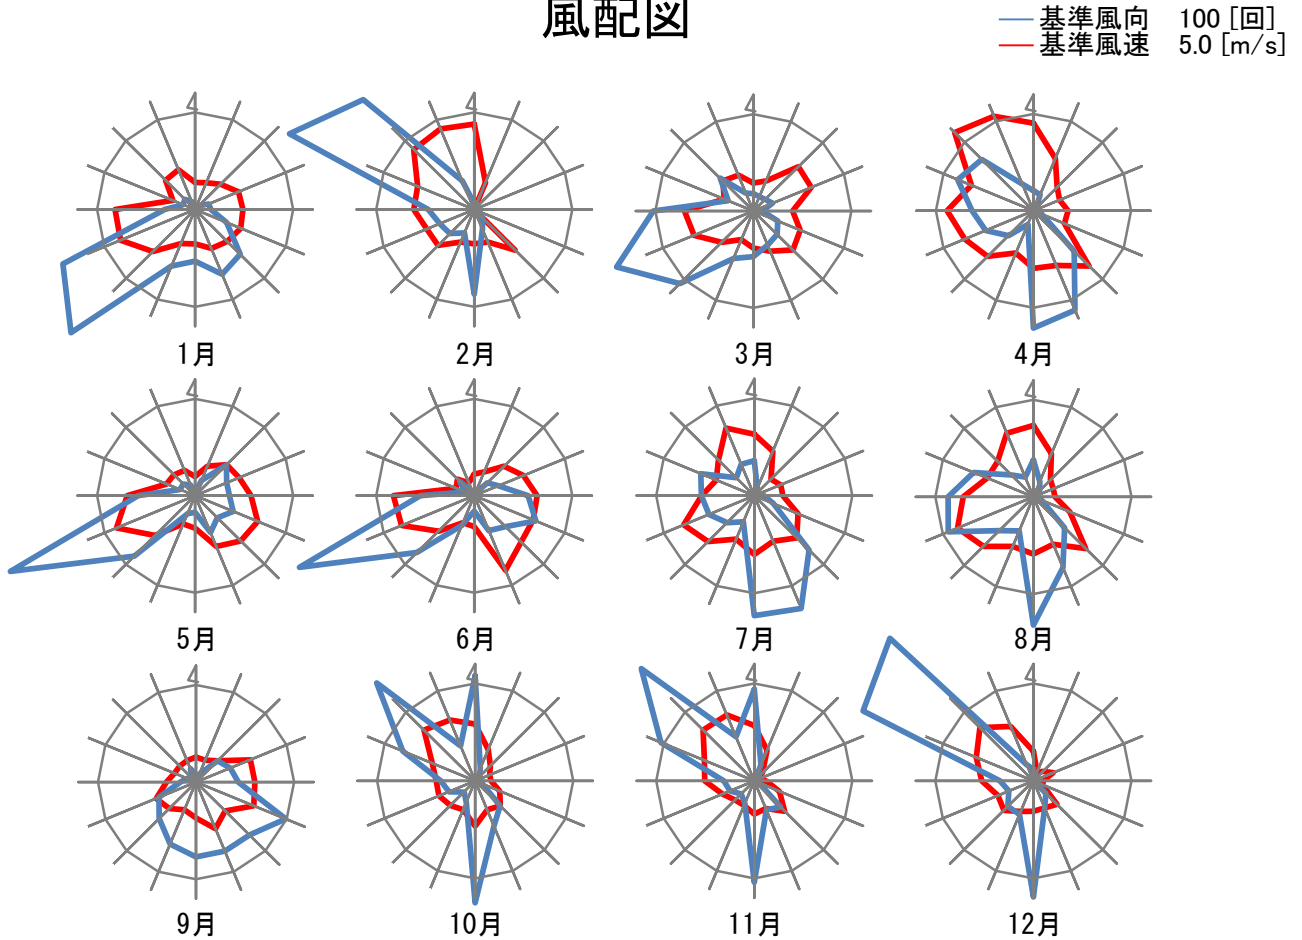 風配図
基準風向 100 [回]
基準風速 5.0 [m/s]
1月
2月
3月
4月
5月
6月
7月
8月
9月
10月
11月
12月